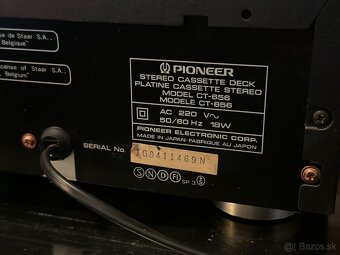 se de Staar S.A.,
Belgique"
icense of Staar S.A.,
Belgium"
PIONEER
STEREO CASSETTE DECK
PLATINE CASSETTE STEREO
MODEL CT-656
MODELE CT-656
AC 220 V~
50/60 Hz 18W
PIONEER ELECTRONIC CORP.
MADE IN JAPAN-FABRIQUE AU JAPON
SERIAL No.
S N D FI
SP 3
bazos.sk